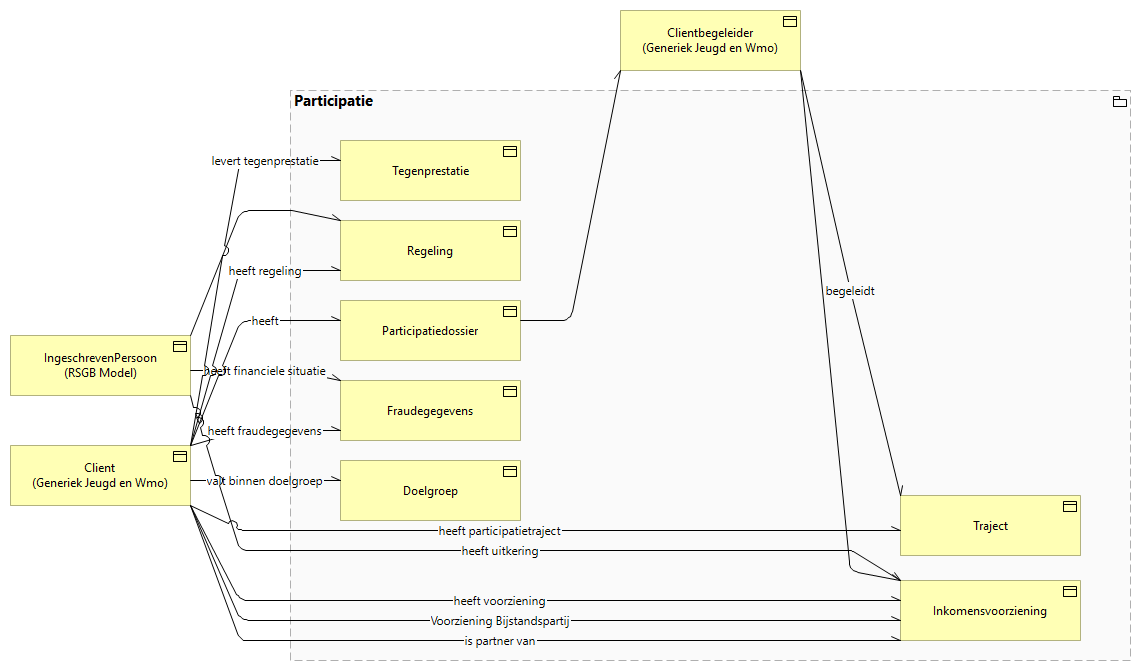 Clientbegeleider
(Generiek Jeugd en Wmo)
Participatie
levert tegenprestatie
Tegenprestatie
Regeling
heeft regeling
begeleidt
heeft
Participatiedossier
IngeschrevenPersoon
(RSGB Model)
heeft financiele situatie
Fraudegegevens
heeft fraudegegevens
Client
(Generiek Jeugd en Wmo)
valt binnen doelgroep
Doelgroep
heeft participatietraject
Traject
heeft uitkering
heeft voorziening
Inkomensvoorziening
Voorziening Bijstandspartij
is partner van